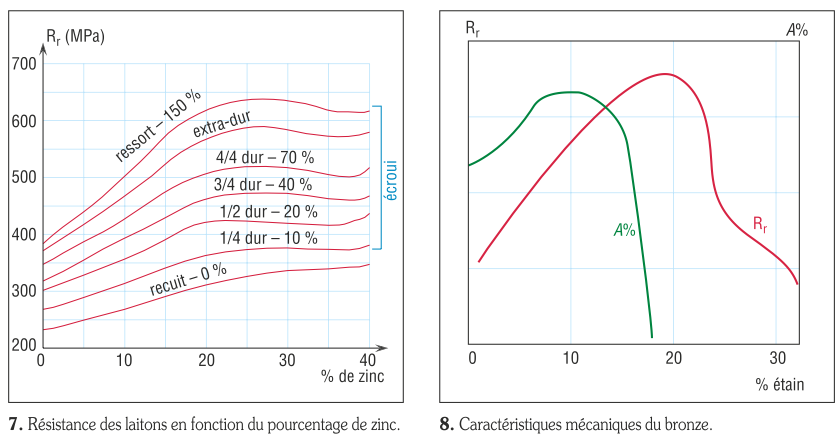 Rr (MPa)
700
600
500
400
300
200
ressort – 150 %
extra-dur
4/4 dur – 70 %
3/4 dur – 40 %
1/2 dur – 20 %
1/4 dur – 10 %
recuit – 0 %
écroui
0 10 20 30 40
% de zinc
7. Résistance des laitons en fonction du pourcentage de zinc.
Rr A%
A%
Rr
0 10 20 30
% étain
8. Caractéristiques mécaniques du bronze.